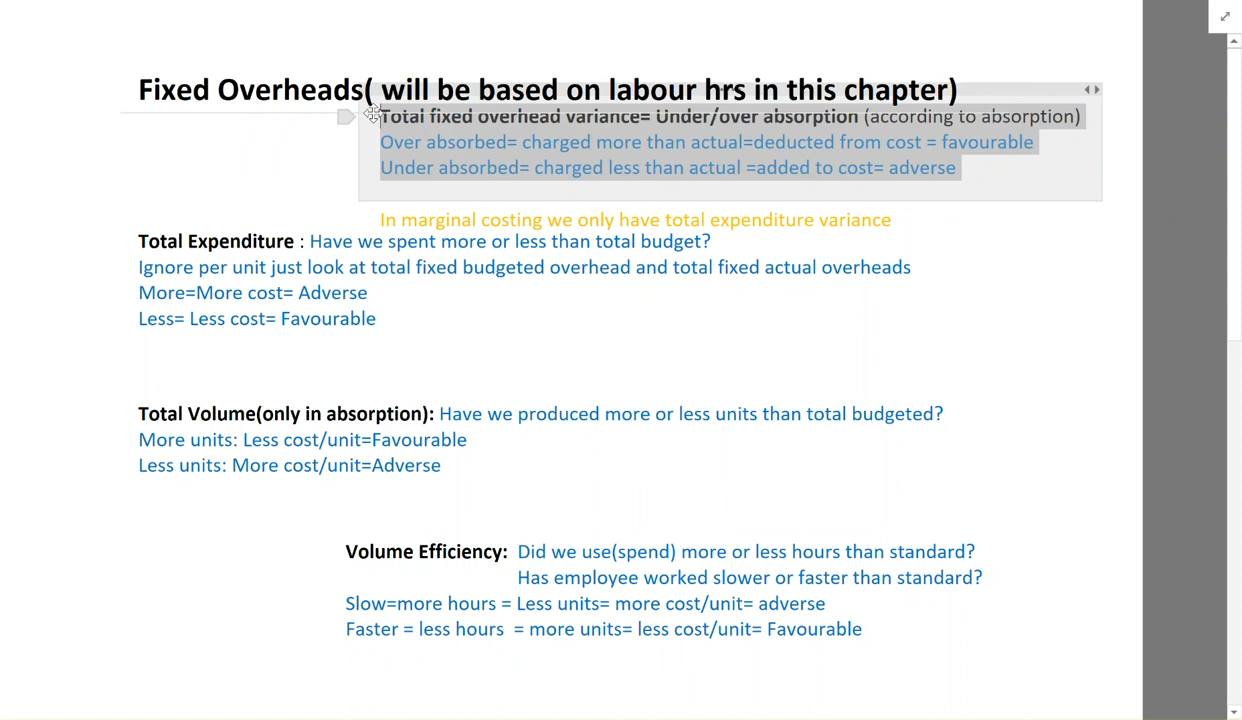 Fixed Overheads( will be based on labour hrs in this chapter)
Total fixed overhead variance= Under/over absorption (according to absorption)
Over absorbed= charged more than actual=deducted from cost = favourable
Under absorbed= charged less than actual =added to cost= adverse
In marginal costing we only have total expenditure variance
Total Expenditure : Have we spent more or less than total budget?
Ignore per unit just look at total fixed budgeted overhead and total fixed actual overheads
More=More cost= Adverse
Less= Less cost= Favourable
Total Volume(only in absorption): Have we produced more or less units than total budgeted?
More units: Less cost/unit=Favourable
Less units: More cost/unit=Adverse
Volume Efficiency: Did we use(spend) more or less hours than standard?
Has employee worked slower or faster than standard?
Slow=more hours = Less units= more cost/unit= adverse
Faster = less hours = more units= less cost/unit= Favourable